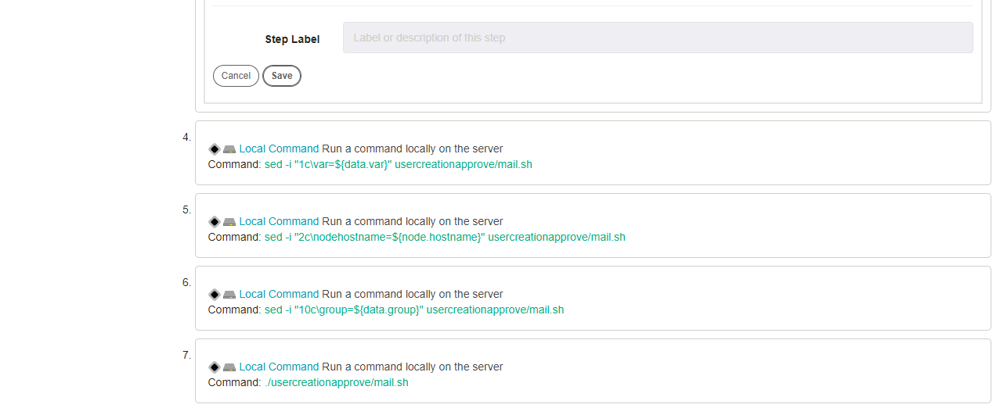 Step Label
Label or description of this step
Cancel Save
4.
Local Command Run a command locally on the server
Command: sed -i "1c\var=${data.var}" usercreationapprove/mail.sh
5.
Local Command Run a command locally on the server
Command: sed -i "2c\nodehostname=${node.hostname}" usercreationapprove/mail.sh
6.
Local Command Run a command locally on the server
Command: sed -i "10c\group=${data.group}" usercreationapprove/mail.sh
7.
Local Command Run a command locally on the server
Command: ./usercreationapprove/mail.sh